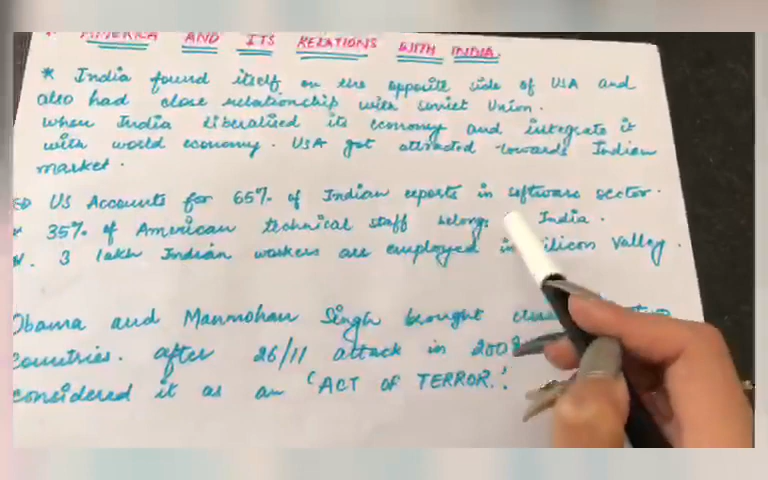 * AMERICA AND ITS RELATIONS WITH INDIA.
* India found itself on the opposite side of USA and
also had close relationship with Soviet Union.
when India liberalised its economy and integrate it
with world economy. USA got attracted towards Indian
market.
US Accounts for 65% of Indian exports in software sector.
* 35% of American technical staff belongs India.
*. 3 lakh Indian workers are employed in Silicon Valley.
Obama and Manmohan Singh brought
countries. after 26/11 attack in 2008
considered it as an 'ACT OF TERROR.'